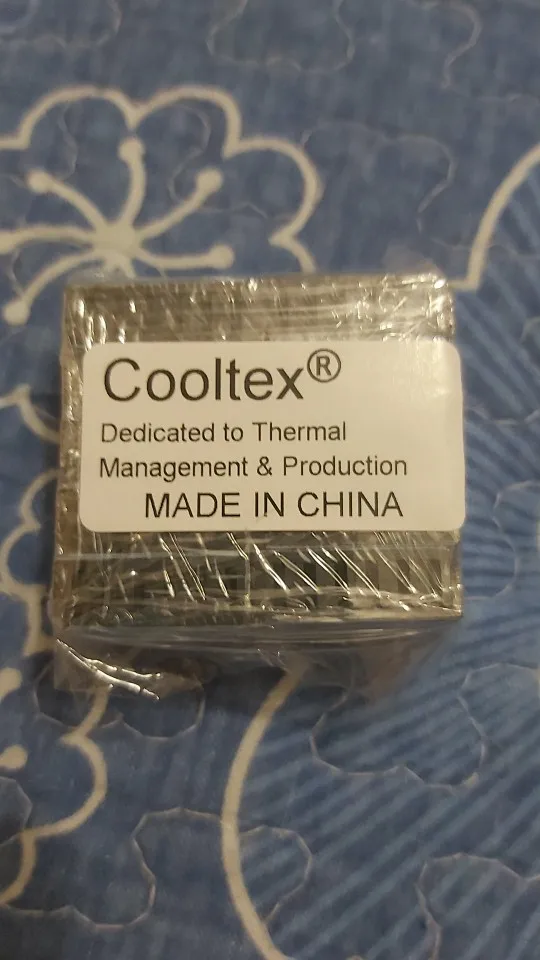 Cooltex®
Dedicated to Thermal
Management & Production
MADE IN CHINA